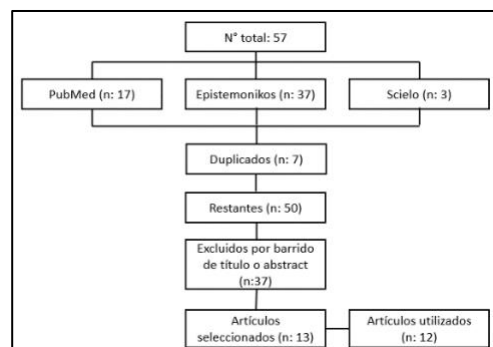 N° total: 57
PubMed (n: 17)
Epistemonikos (n: 37)
Scielo (n: 3)
Duplicados (n: 7)
Restantes (n: 50)
Excluidos por barrido
de título o abstract
(n:37)
Artículos
seleccionados (n: 13)
Artículos utilizados
(n: 12)